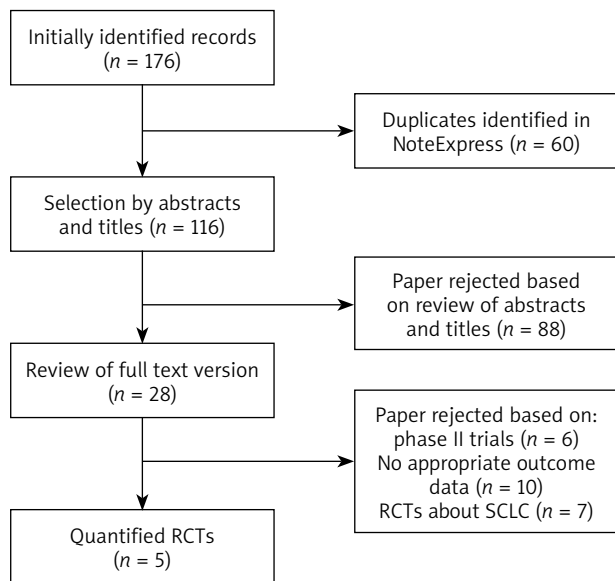 Initially identified records
(n = 176)
Duplicates identified in
NoteExpress (n = 60)
Selection by abstracts
and titles (n = 116)
Paper rejected based
on review of abstracts
and titles (n = 88)
Review of full text version
(n = 28)
Paper rejected based on:
phase II trials (n = 6)
No appropriate outcome
data (n = 10)
RCTs about SCLC (n = 7)
Quantified RCTs
(n = 5)